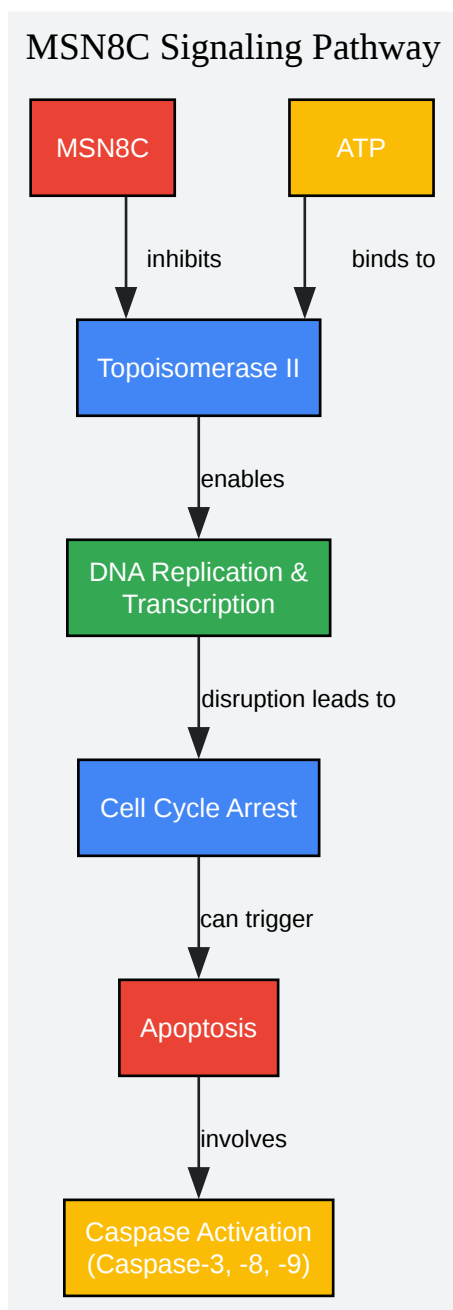 MSN8C Signaling Pathway
MSN8C
ATP
inhibits
binds to
Topoisomerase II
enables
DNA Replication &
Transcription
disruption leads to
Cell Cycle Arrest
can trigger
Apoptosis
involves
Caspase Activation
(Caspase-3, -8, -9)